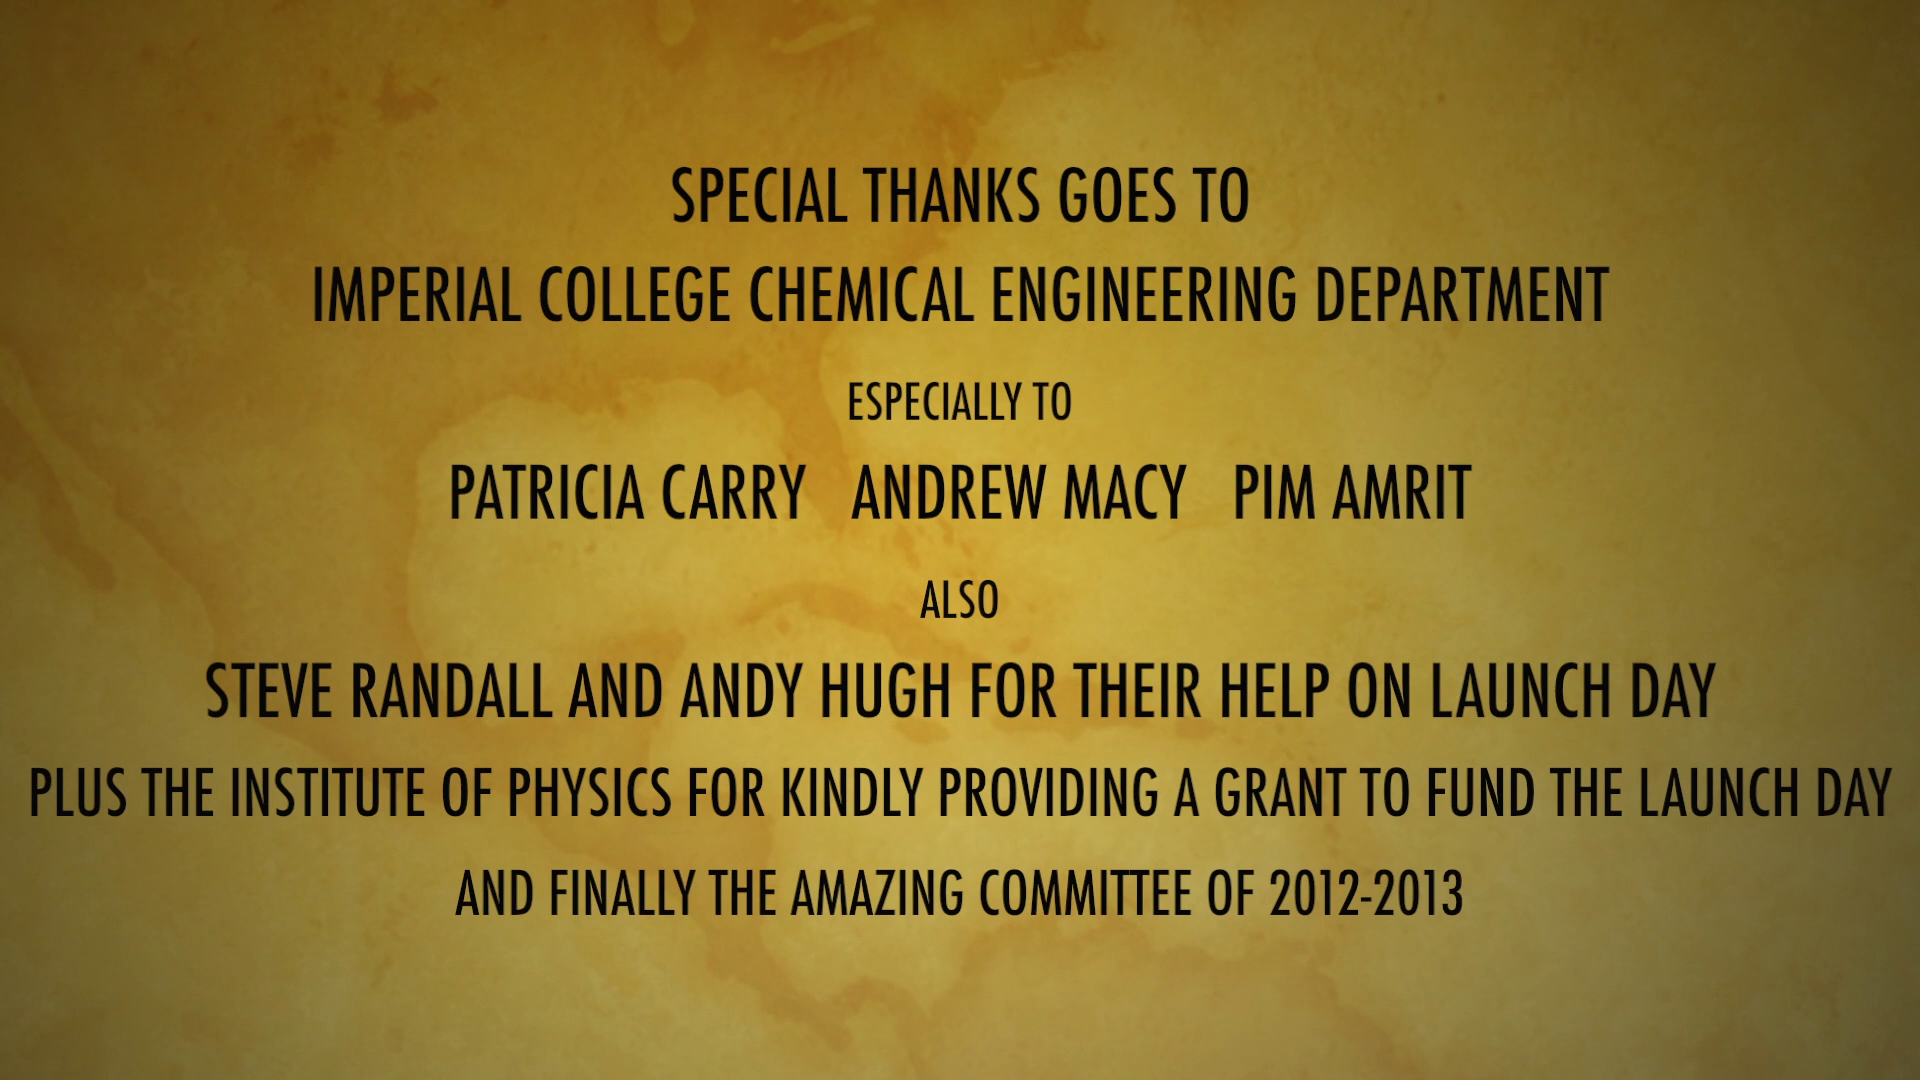 SPECIAL THANKS GOES TO
IMPERIAL COLLEGE CHEMICAL ENGINEERING DEPARTMENT
ESPECIALLY TO
PATRICIA CARRY ANDREW MACY PIM AMRIT
ALSO
STEVE RANDALL AND ANDY HUGH FOR THEIR HELP ON LAUNCH DAY
PLUS THE INSTITUTE OF PHYSICS FOR KINDLY PROVIDING A GRANT TO FUND THE LAUNCH DAY
AND FINALLY THE AMAZING COMMITTEE OF 2012-2013